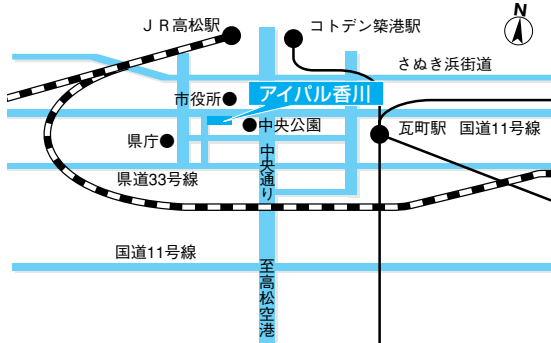 N
JR高松駅
コトデン築港駅
さぬき浜街道
市役所
アイパル香川
中央公園
瓦町駅 国道11号線
県庁
中央通り
県道33号線
国道11号線
至高松空港